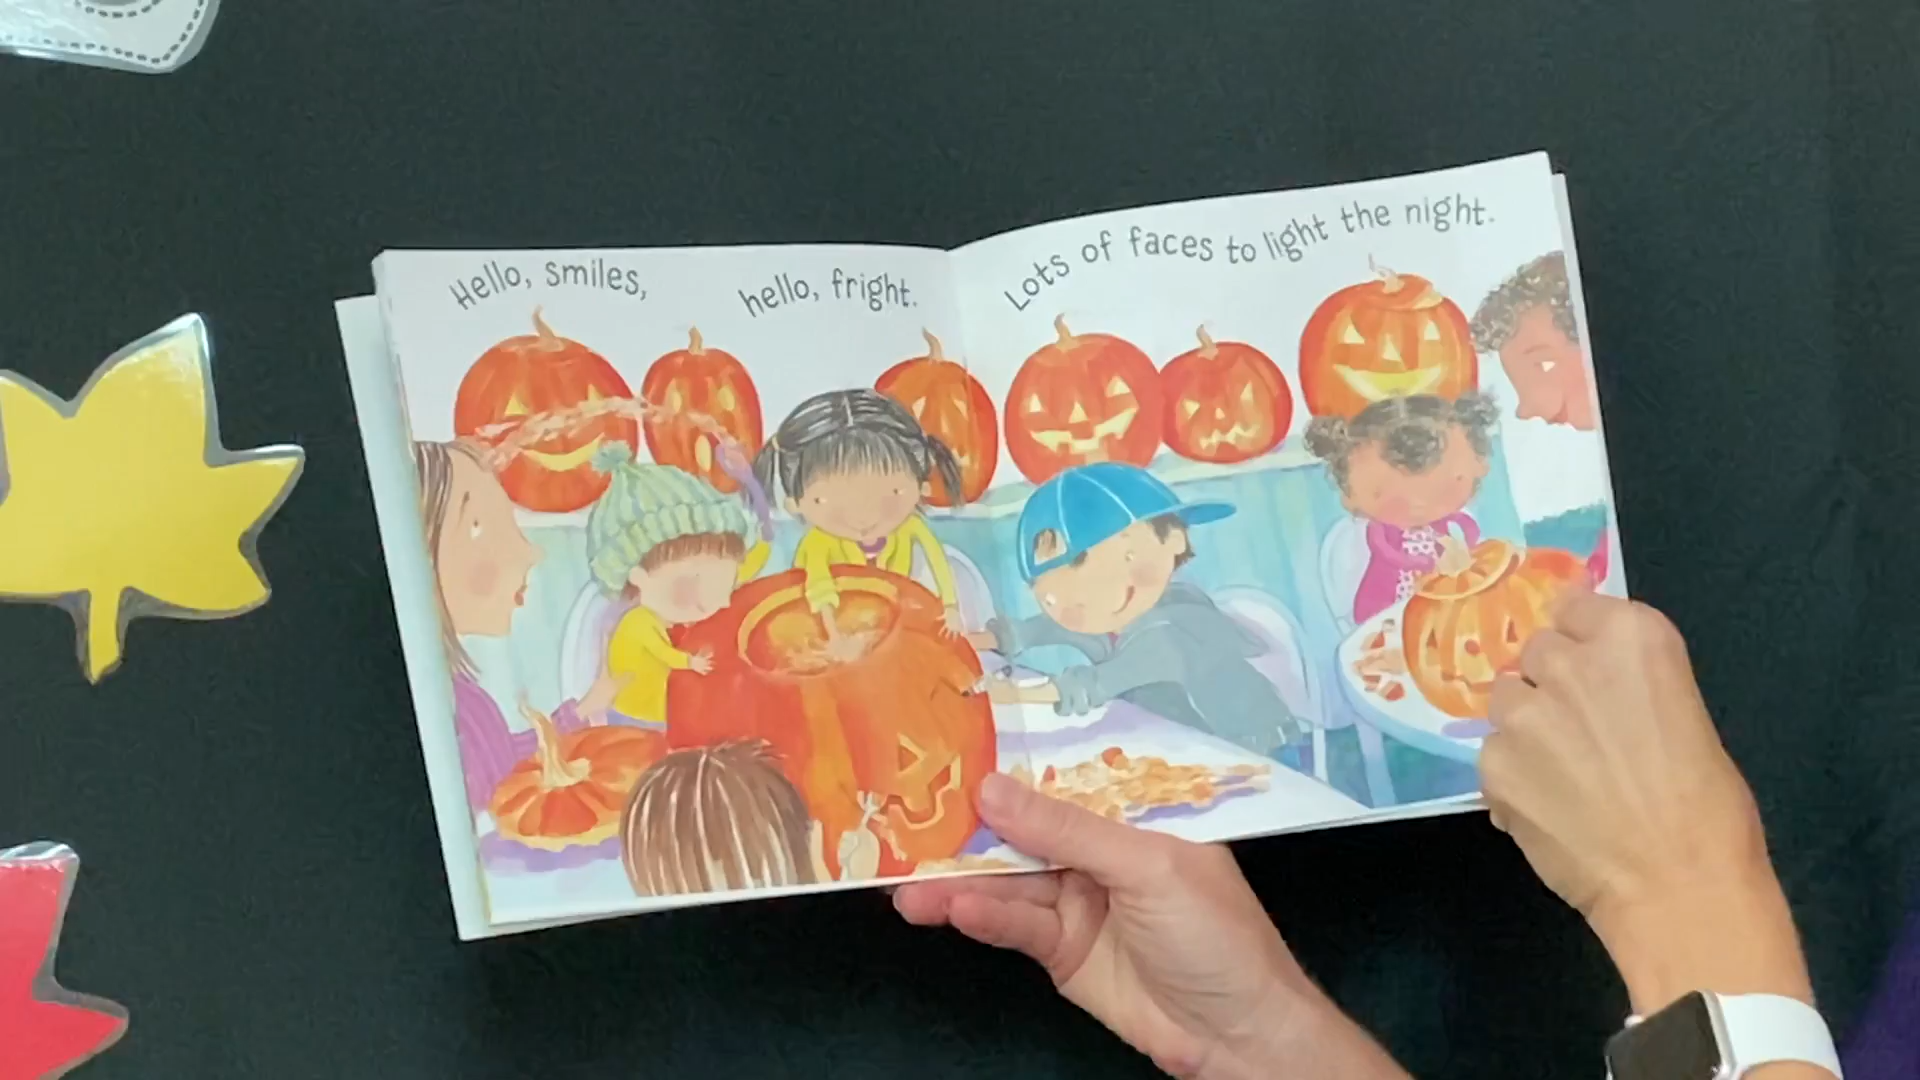 Hello, smiles,
hello, fright.
Lots of faces to light the night.